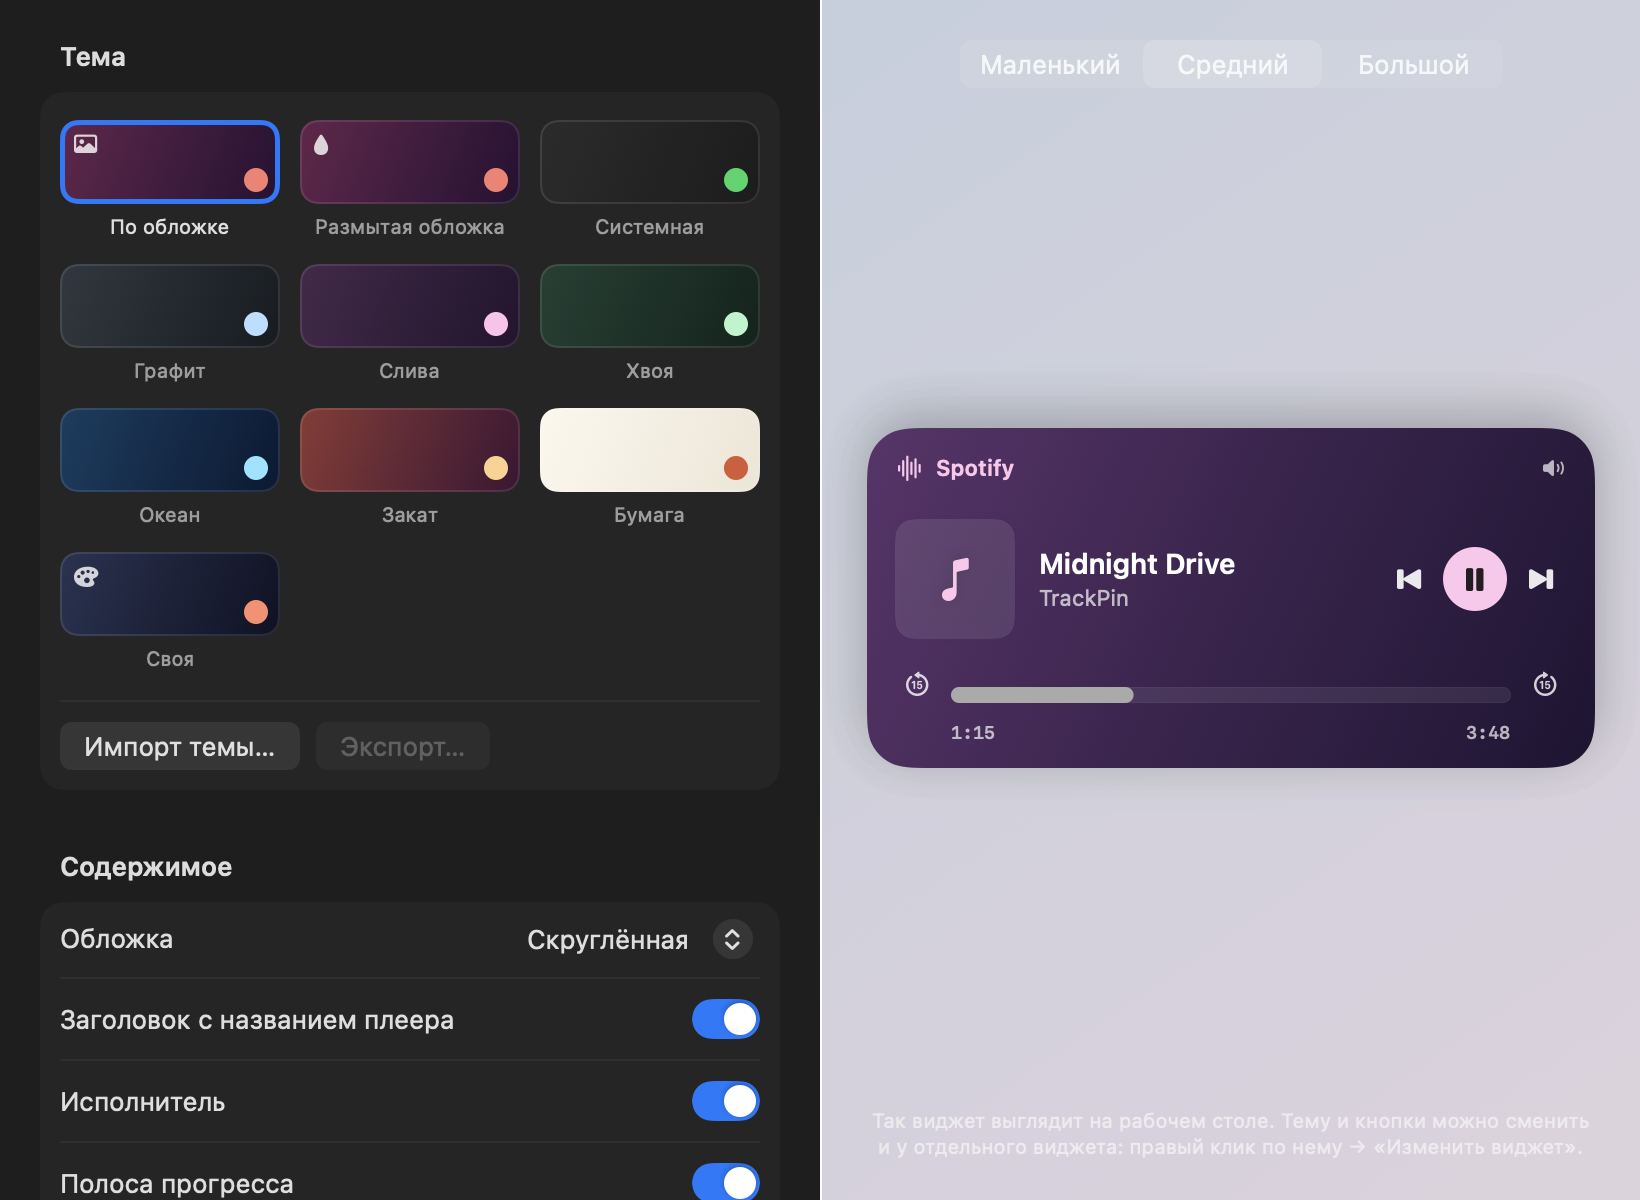 Тема
По обложке
Размытая обложка
Системная
Графит
Слива
Хвоя
Океан
Закат
Бумага
Своя
Импорт темы...
Экспорт...
Содержимое
Обложка
Скруглённая
Заголовок с названием плеера
Исполнитель
Полоса прогресса
Маленький
Средний
Большой
Spotify
Midnight Drive
TrackPin
15
15
1:15
3:48
Так виджет выглядит на рабочем столе. Тему и кнопки можно сменить
и у отдельного виджета: правый клик по нему → «Изменить виджет».